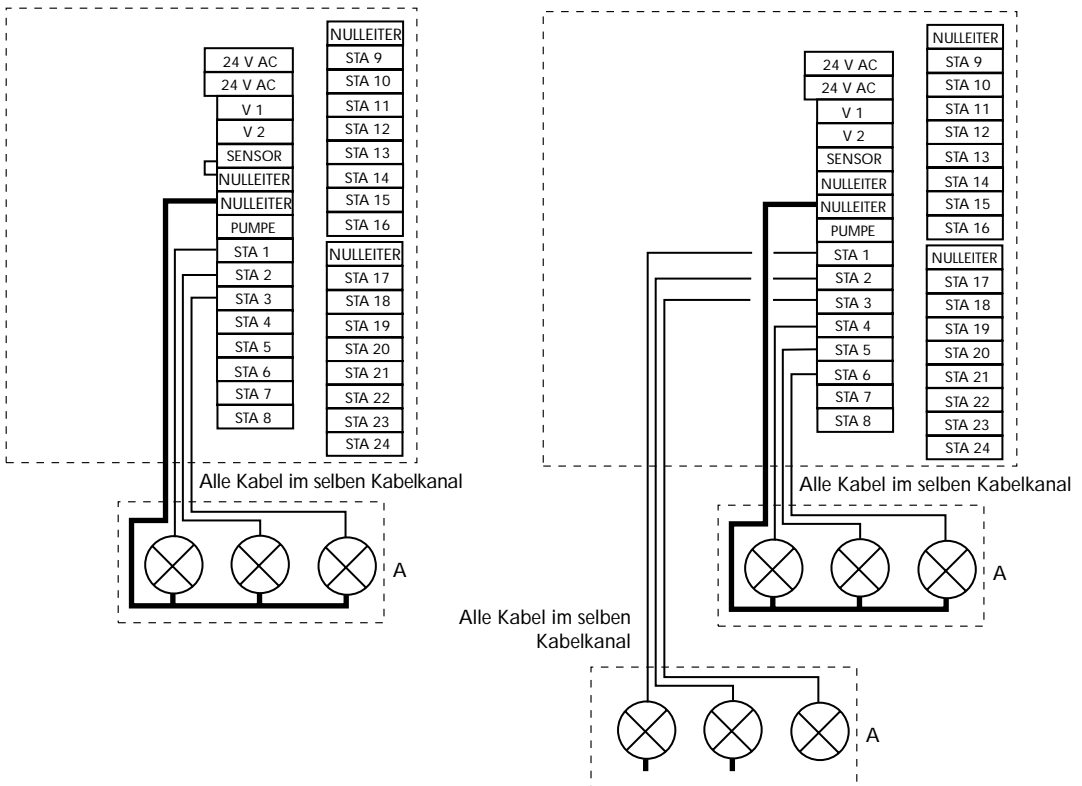 24 V AC
24 V AC
V 1
V 2
SENSOR
NULLEITER
NULLEITER
PUMPE
STA 1
STA 2
STA 3
STA 4
STA 5
STA 6
STA 7
STA 8
NULLEITER
STA 9
STA 10
STA 11
STA 12
STA 13
STA 14
STA 15
STA 16
NULLEITER
STA 17
STA 18
STA 19
STA 20
STA 21
STA 22
STA 23
STA 24
Alle Kabel im selben Kabelkanal
A
24 V AC
24 V AC
V 1
V 2
SENSOR
NULLEITER
NULLEITER
PUMPE
STA 1
STA 2
STA 3
STA 4
STA 5
STA 6
STA 7
STA 8
NULLEITER
STA 9
STA 10
STA 11
STA 12
STA 13
STA 14
STA 15
STA 16
NULLEITER
STA 17
STA 18
STA 19
STA 20
STA 21
STA 22
STA 23
STA 24
Alle Kabel im selben Kabelkanal
A
Alle Kabel im selben
Kabelkanal
A